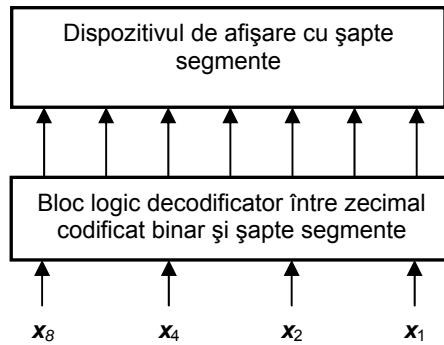 Dispozitivul de afişare cu şapte
segmente
Bloc logic decodificator între zecimal
codificat binar şi şapte segmente
x8 x4 x2 x1